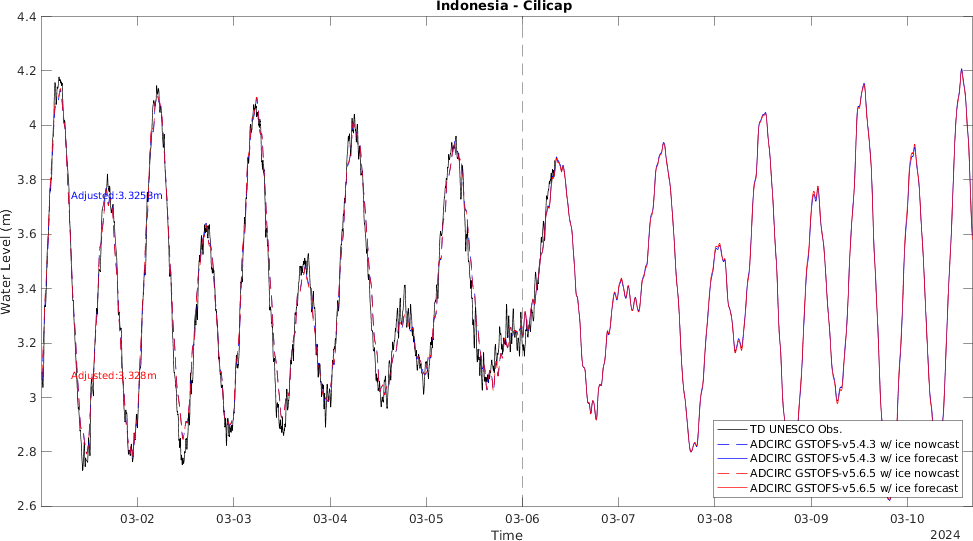 Indonesia - Cilicap
4.4
4.2
4
3.8
3.6
3.4
3.2
3
2.8
2.6
Water Level (m)
Adjusted:3.3258m
Adjusted:3.328m
TD UNESCO Obs.
ADCIRC GSTOFS-v5.4.3 w/ ice nowcast
ADCIRC GSTOFS-v5.4.3 w/ ice forecast
ADCIRC GSTOFS-v5.6.5 w/ ice nowcast
ADCIRC GSTOFS-v5.6.5 w/ ice forecast
03-02 03-03 03-04 03-05 03-06 03-07 03-08 03-09 03-10
Time 2024